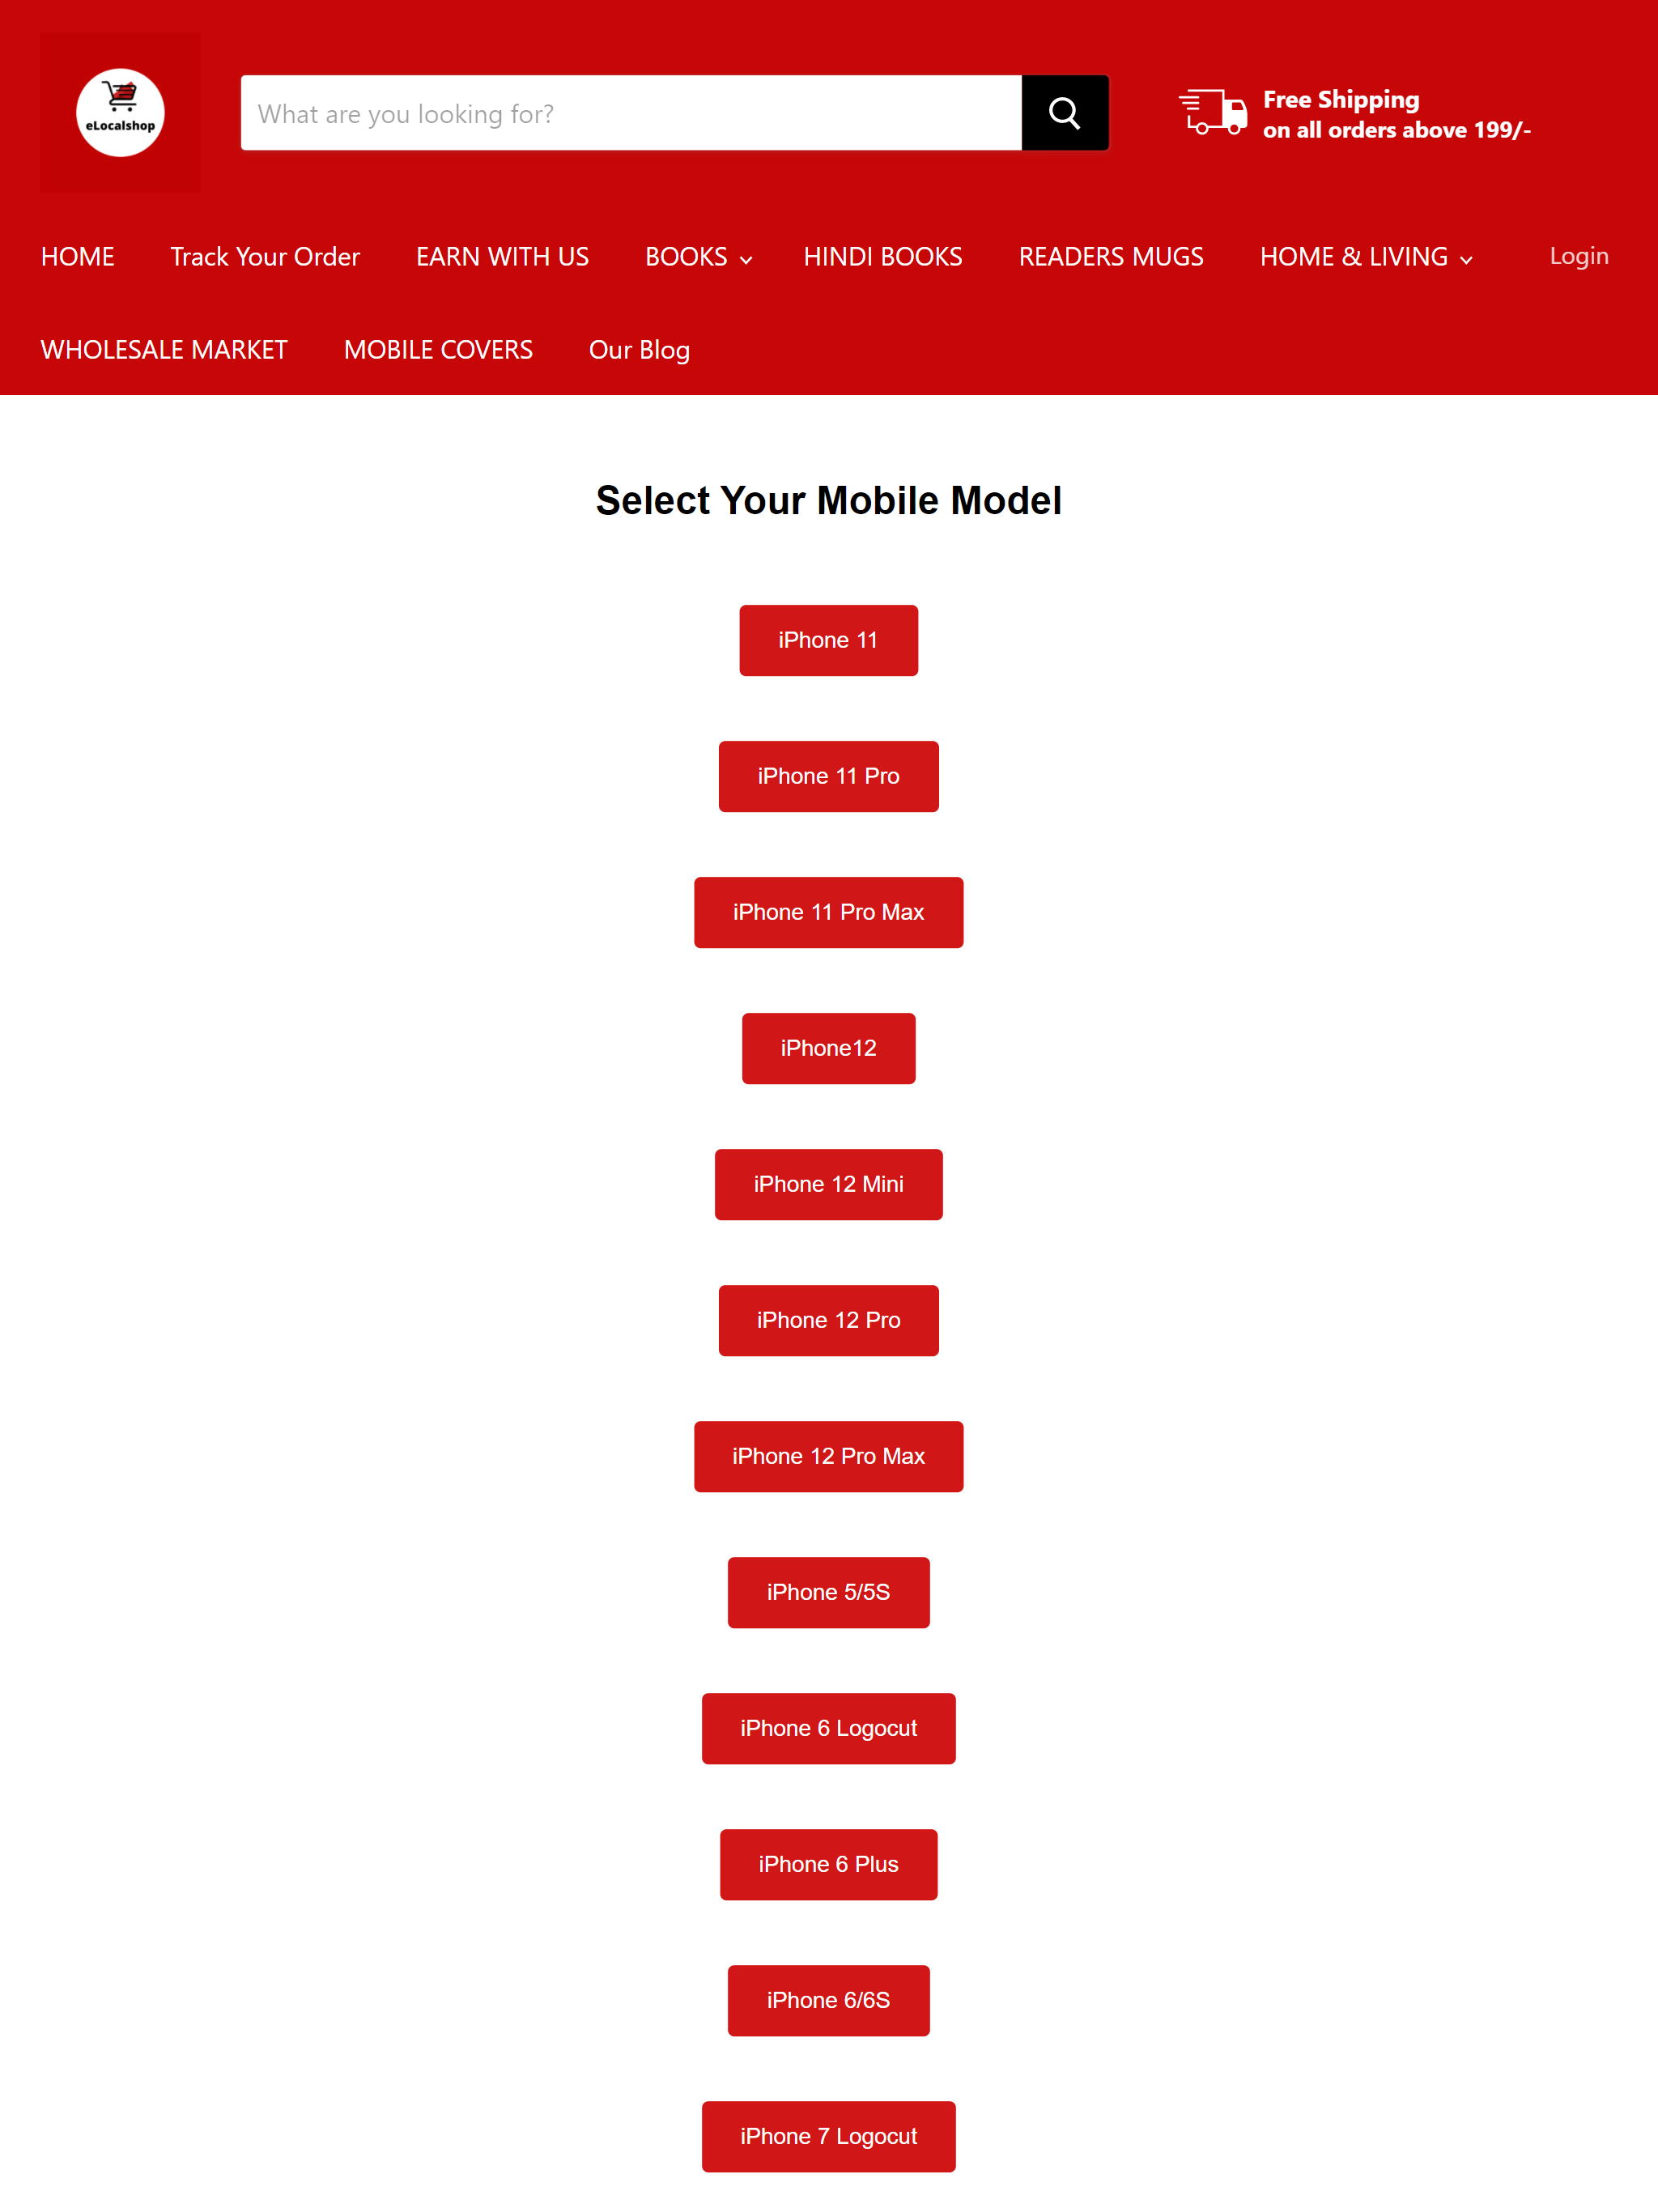 eLocalshop
What are you looking for?
Free Shipping
on all orders above 199/-
HOME Track Your Order EARN WITH US BOOKS HINDI BOOKS READERS MUGS HOME & LIVING Login
WHOLESALE MARKET MOBILE COVERS Our Blog
Select Your Mobile Model
iPhone 11
iPhone 11 Pro
iPhone 11 Pro Max
iPhone12
iPhone 12 Mini
iPhone 12 Pro
iPhone 12 Pro Max
iPhone 5/5S
iPhone 6 Logocut
iPhone 6 Plus
iPhone 6/6S
iPhone 7 Logocut